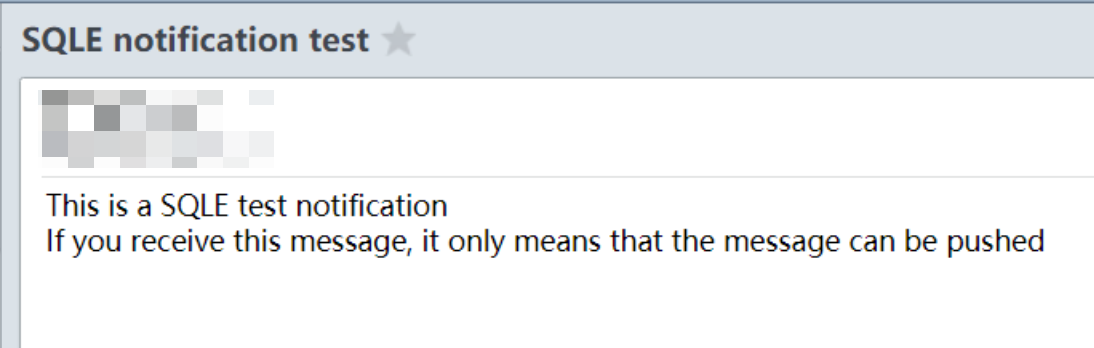 SQLE notification test
This is a SQLE test notification
If you receive this message, it only means that the message can be pushed